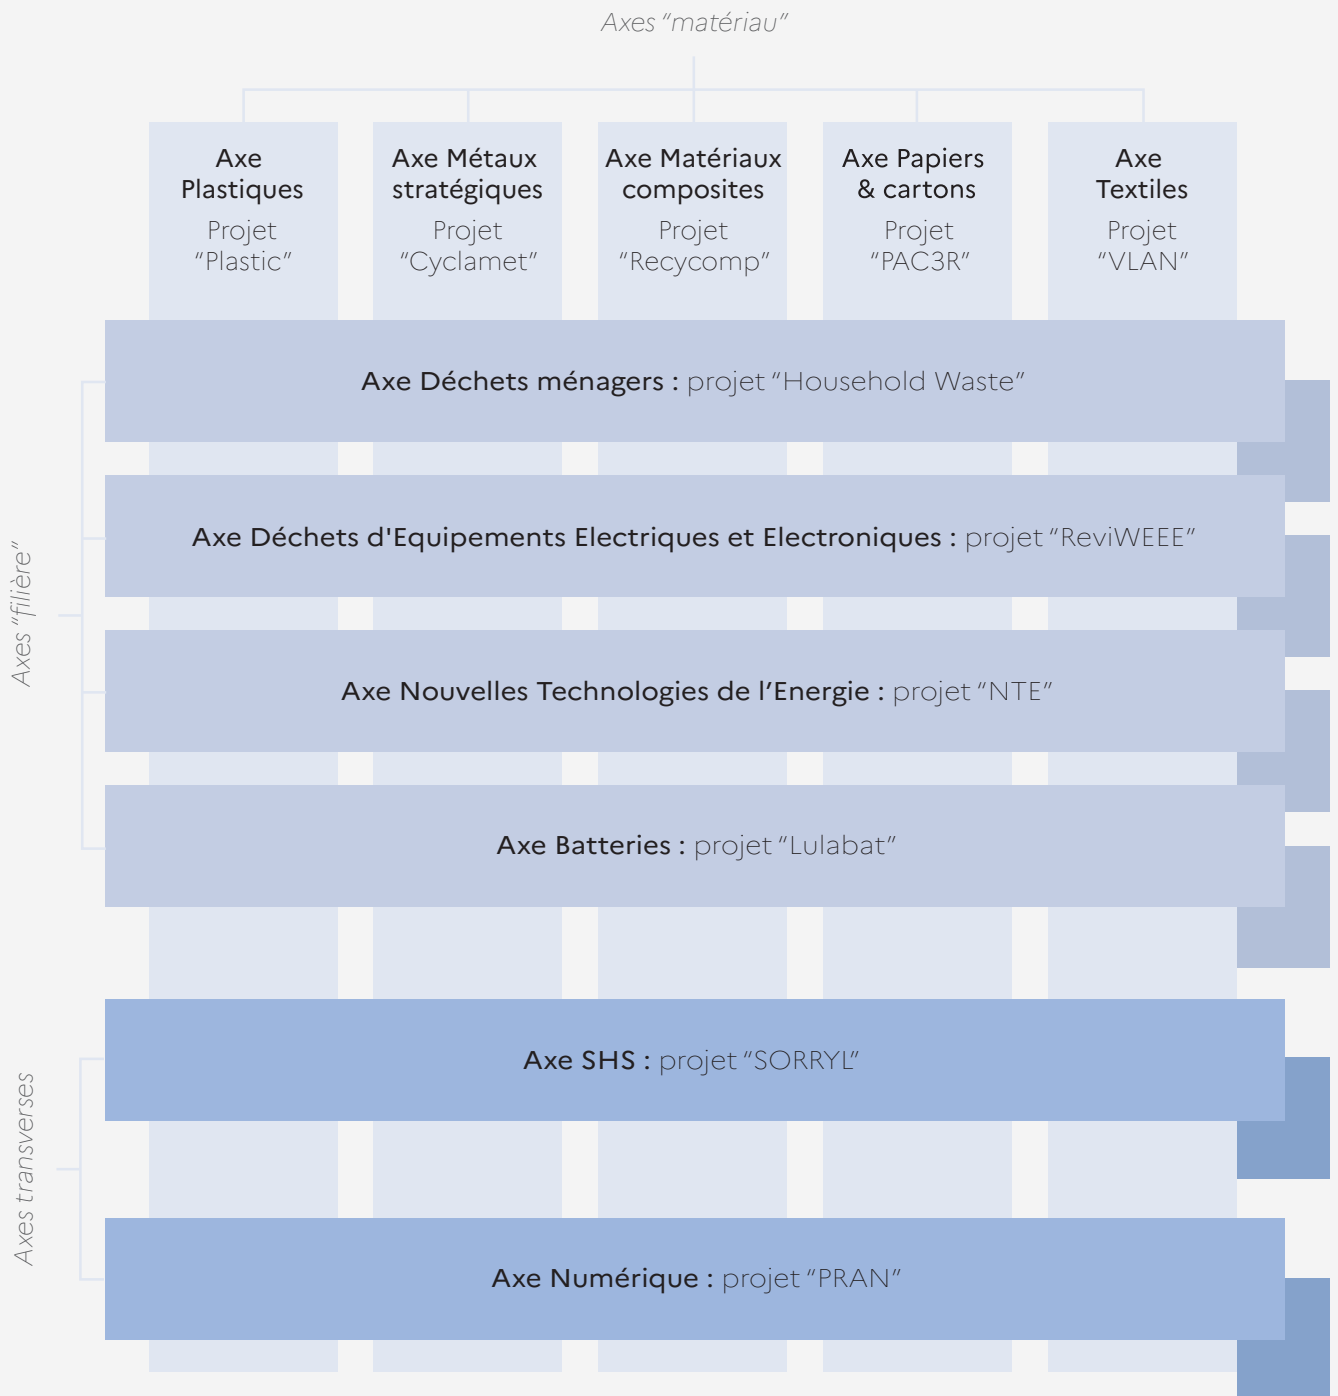 Axes “matériau”
Axe
Plastiques
Projet
“Plastic”
Axe Métaux
stratégiques
Projet
“Cyclamet”
Axe Matériaux
composites
Projet
“Recycomp”
Axe Papiers
& cartons
Projet
“PAC3R”
Axe
Textiles
Projet
“VLAN”
Axes “filière”
Axe Déchets ménagers : projet “Household Waste”
Axe Déchets d'Equipements Electriques et Electroniques : projet “ReviWEEE”
Axe Nouvelles Technologies de l’Energie : projet “NTE”
Axe Batteries : projet “Lulabat”
Axes transverses
Axe SHS : projet “SORRYL”
Axe Numérique : projet “PRAN”